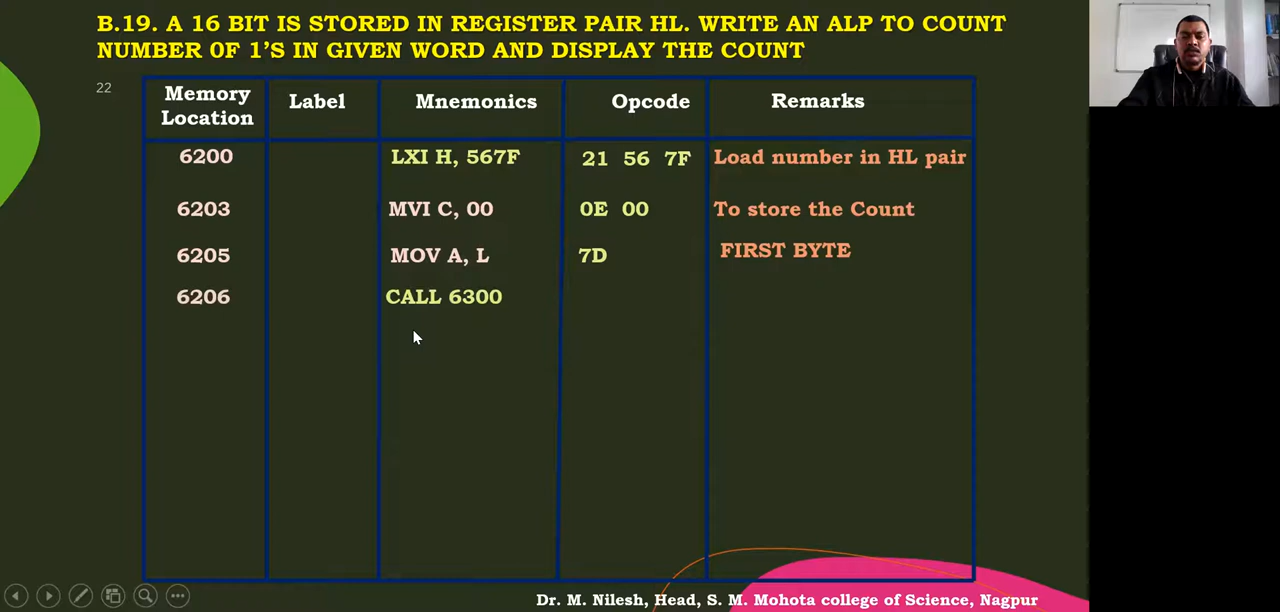 B.19. A 16 BIT IS STORED IN REGISTER PAIR HL. WRITE AN ALP TO COUNT
NUMBER 0F 1'S IN GIVEN WORD AND DISPLAY THE COUNT
22
Memory Location Label Mnemonics Opcode Remarks
6200 LXI H, 567F 21 56 7F Load number in HL pair
6203 MVI C, 00 0E 00 To store the Count
6205 MOV A, L 7D FIRST BYTE
6206 CALL 6300
Dr. M. Nilesh, Head, S. M. Mohota college of Science, Nagpur